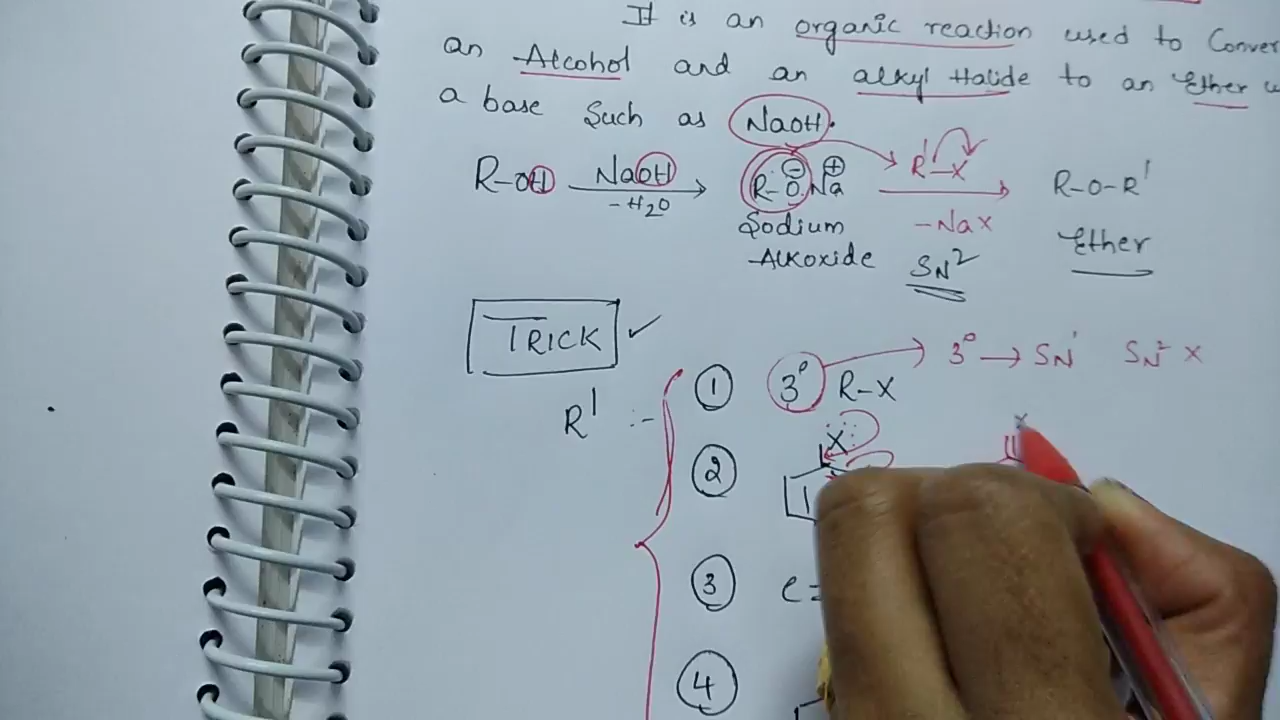 It is an organic reaction used to Conver
an Alcohol and an alkyl Halide to an Ether
a base Such as NaOH.
R-OH NaOH -H2O R-O⊖ Na⊕ R'-X -NaX R-O-R'
Sodium Alkoxide SN2 Ether
TRICK ✓
R' :- ① 3° R-X 3° → SN1 SN2 X
② X
③ C=
④